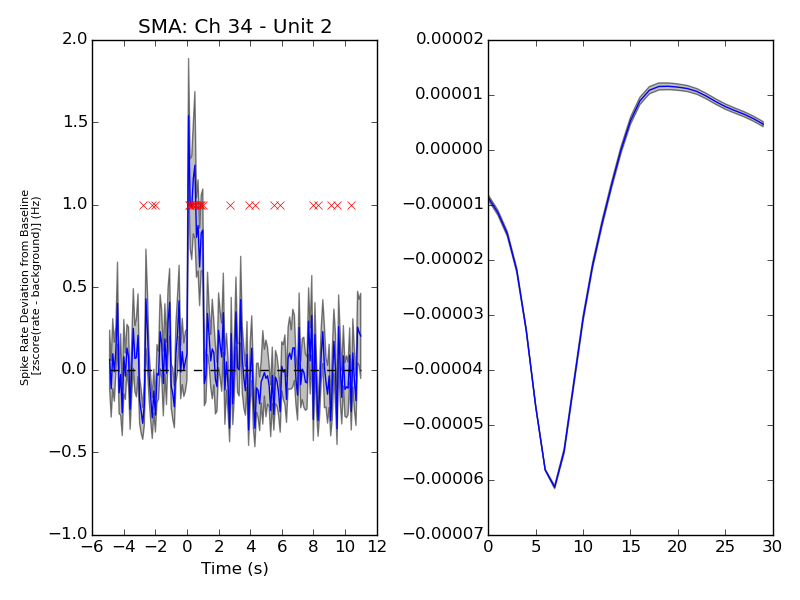 SMA: Ch 34 - Unit 2
2.0
1.5
1.0
0.5
0.0
−0.5
−1.0
−6 −4 −2 0 2 4 6 8 10 12
Time (s)
Spike Rate Deviation from Baseline
[zscore(rate - background)] (Hz)
0.00002
0.00001
0.00000
−0.00001
−0.00002
−0.00003
−0.00004
−0.00005
−0.00006
−0.00007
0 5 10 15 20 25 30